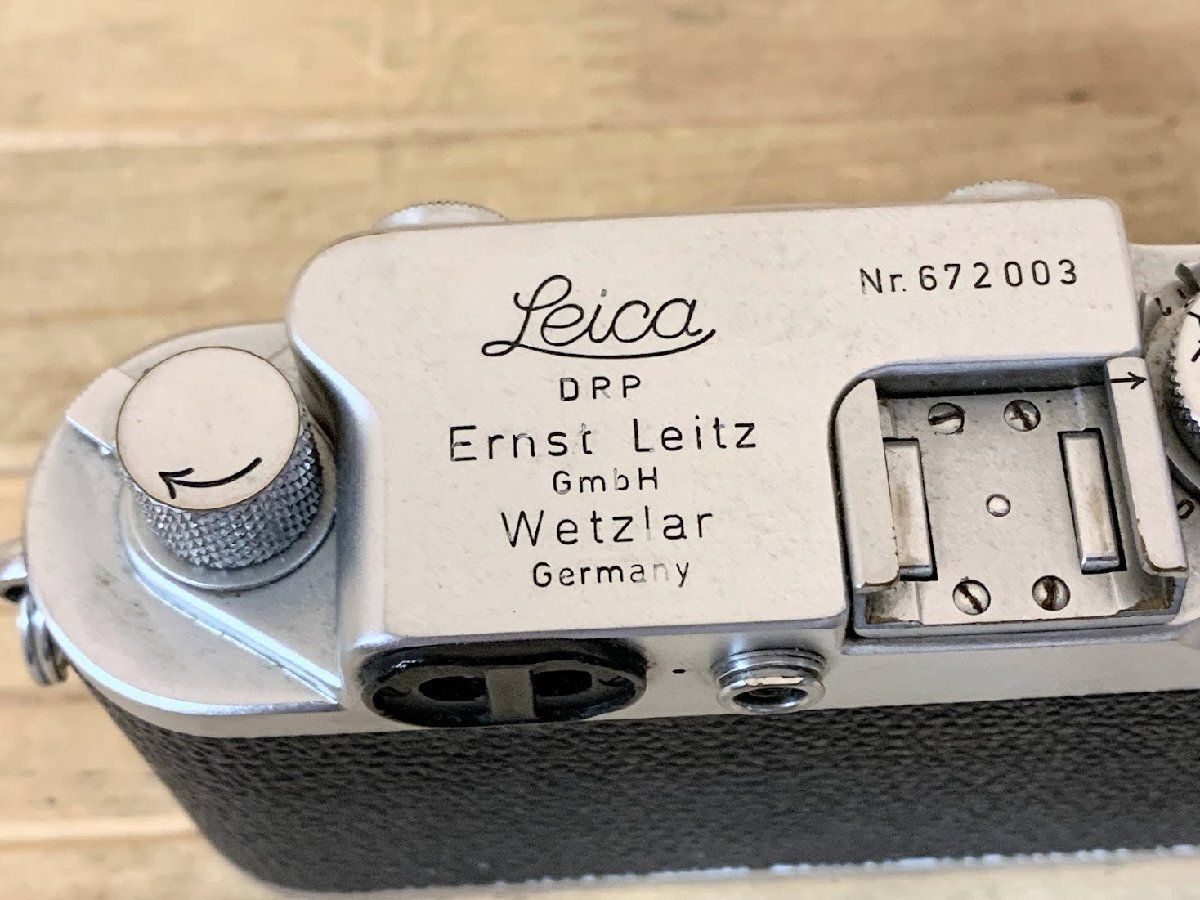 Leica
Nr. 672003
DRP
Ernst Leitz
GmbH
Wetzlar
Germany